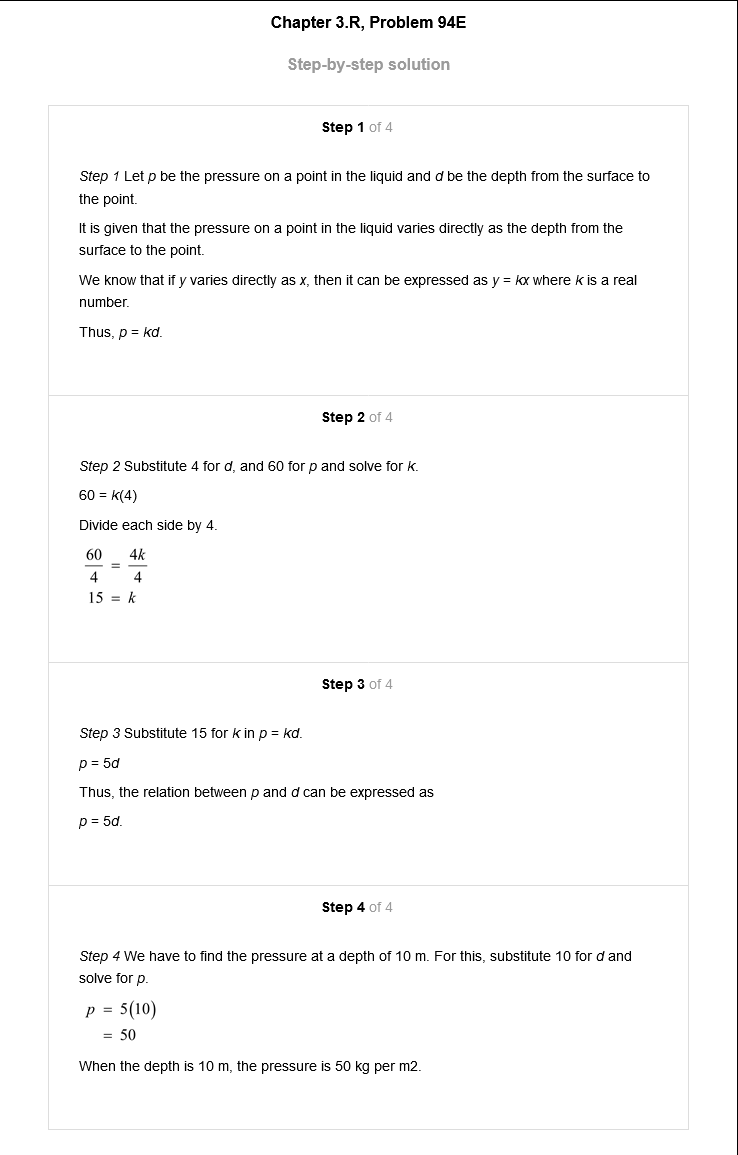 Chapter 3.R, Problem 94E
Step-by-step solution
Step 1 of 4
Step 1 Let p be the pressure on a point in the liquid and d be the depth from the surface to
the point.
It is given that the pressure on a point in the liquid varies directly as the depth from the
surface to the point.
We know that if y varies directly as x, then it can be expressed as y = kx where k is a real
number.
Thus, p = kd.
Step 2 of 4
Step 2 Substitute 4 for d, and 60 for p and solve for k.
60 = k(4)
Divide each side by 4.
60/4 = 4k/4
15 = k
Step 3 of 4
Step 3 Substitute 15 for k in p = kd.
p = 5d
Thus, the relation between p and d can be expressed as
p = 5d.
Step 4 of 4
Step 4 We have to find the pressure at a depth of 10 m. For this, substitute 10 for d and
solve for p.
p = 5(10)
= 50
When the depth is 10 m, the pressure is 50 kg per m2.